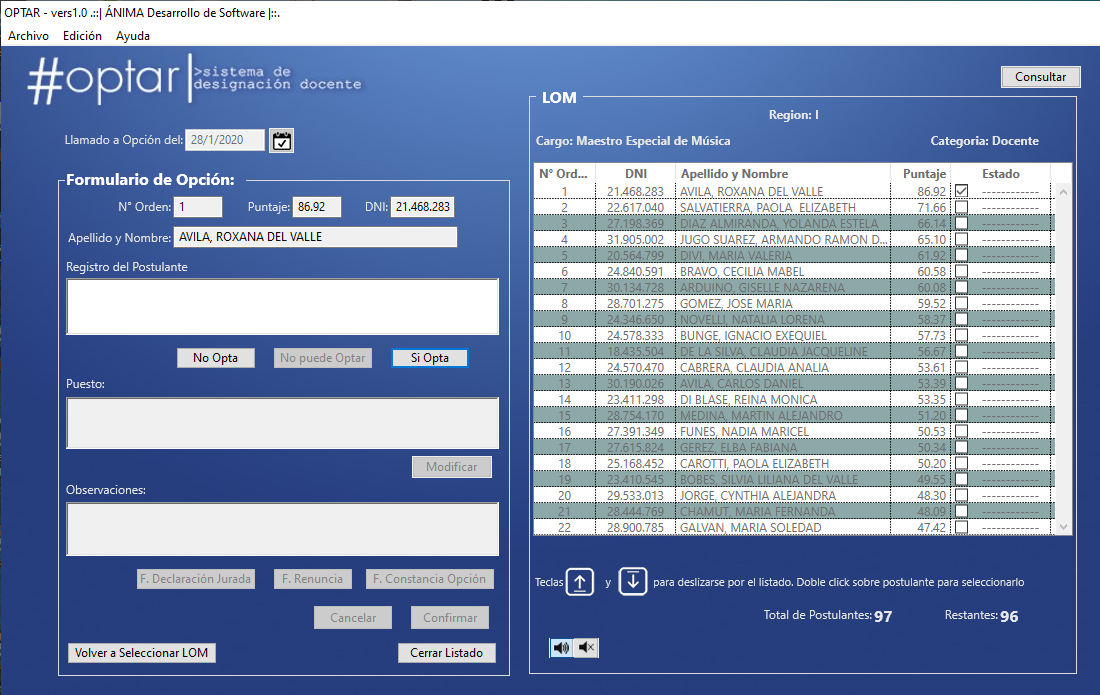 OPTAR - vers1.0 .::| ÁNIMA Desarrollo de Software |::.
Archivo Edición Ayuda
#optar >sistema de
designación docente
Consultar
Llamado a Opción del: 28/1/2020
Formulario de Opción:
N° Orden: 1 Puntaje: 86.92 DNI: 21.468.283
Apellido y Nombre: AVILA, ROXANA DEL VALLE
Registro del Postulante
No Opta No puede Optar Si Opta
Puesto:
Modificar
Observaciones:
F. Declaración Jurada F. Renuncia F. Constancia Opción
Cancelar Confirmar
Volver a Seleccionar LOM Cerrar Listado
LOM
Region: I
Cargo: Maestro Especial de Música Categoria: Docente
N° Ord... DNI Apellido y Nombre Puntaje Estado
1 21.468.283 AVILA, ROXANA DEL VALLE 86.92 -----------
2 22.617.040 SALVATIERRA, PAOLA ELIZABETH 71.66 -----------
3 27.198.369 DIAZ ALMIRANDA, YOLANDA ESTELA 66.14 -----------
4 31.905.002 JUGO SUAREZ, ARMANDO RAMON D... 65.10 -----------
5 20.564.799 DIVI, MARIA VALERIA 61.92 -----------
6 24.840.591 BRAVO, CECILIA MABEL 60.58 -----------
7 30.134.728 ARDUINO, GISELLE NAZARENA 60.08 -----------
8 28.701.275 GOMEZ, JOSE MARIA 59.52 -----------
9 24.346.650 NOVELLI, NATALIA LORENA 58.37 -----------
10 24.578.333 BUNGE, IGNACIO EXEQUIEL 57.73 -----------
11 18.435.504 DE LA SILVA, CLAUDIA JACQUELINE 56.67 -----------
12 24.570.470 CABRERA, CLAUDIA ANALIA 53.61 -----------
13 30.190.026 AVILA, CARLOS DANIEL 53.39 -----------
14 23.411.298 DI BLASE, REINA MONICA 53.35 -----------
15 28.754.170 MEDINA, MARTIN ALEJANDRO 51.20 -----------
16 27.391.349 FUNES, NADIA MARICEL 50.53 -----------
17 27.615.824 GEREZ, ELBA FABIANA 50.34 -----------
18 25.168.452 CAROTTI, PAOLA ELIZABETH 50.20 -----------
19 23.410.545 BOBES, SILVIA LILIANA DEL VALLE 49.55 -----------
20 29.533.013 JORGE, CYNTHIA ALEJANDRA 48.30 -----------
21 28.444.769 CHAMUT, MARIA FERNANDA 48.09 -----------
22 28.900.785 GALVAN, MARIA SOLEDAD 47.42 -----------
Teclas y para deslizarse por el listado. Doble click sobre postulante para seleccionarlo
Total de Postulantes: 97 Restantes: 96